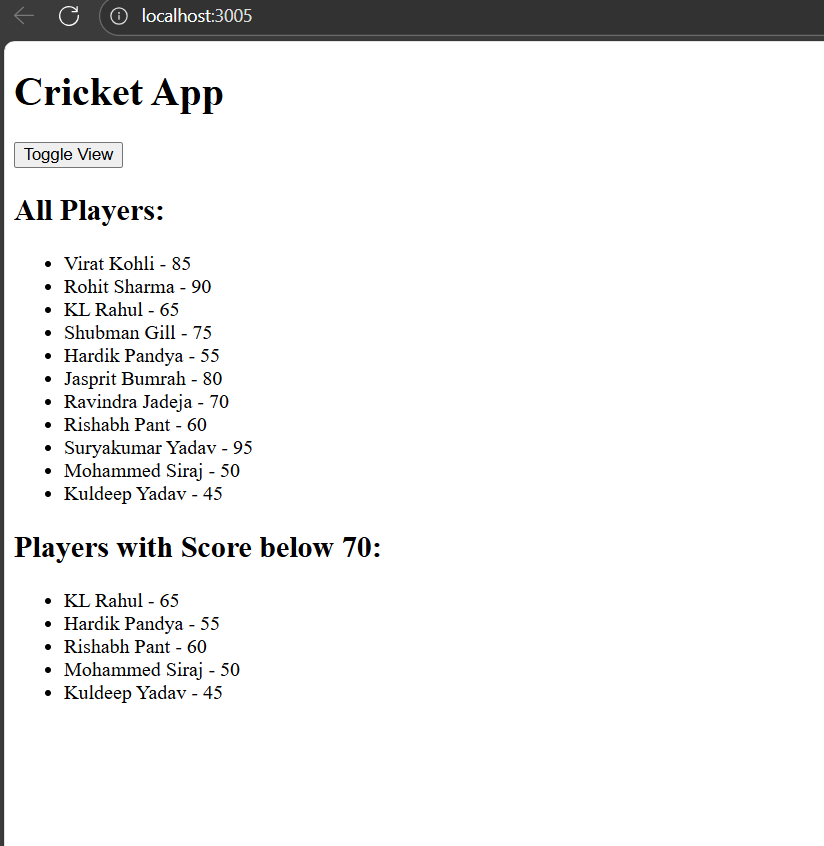 localhost:3005
Cricket App
Toggle View
All Players:
Virat Kohli - 85
Rohit Sharma - 90
KL Rahul - 65
Shubman Gill - 75
Hardik Pandya - 55
Jasprit Bumrah - 80
Ravindra Jadeja - 70
Rishabh Pant - 60
Suryakumar Yadav - 95
Mohammed Siraj - 50
Kuldeep Yadav - 45
Players with Score below 70:
KL Rahul - 65
Hardik Pandya - 55
Rishabh Pant - 60
Mohammed Siraj - 50
Kuldeep Yadav - 45